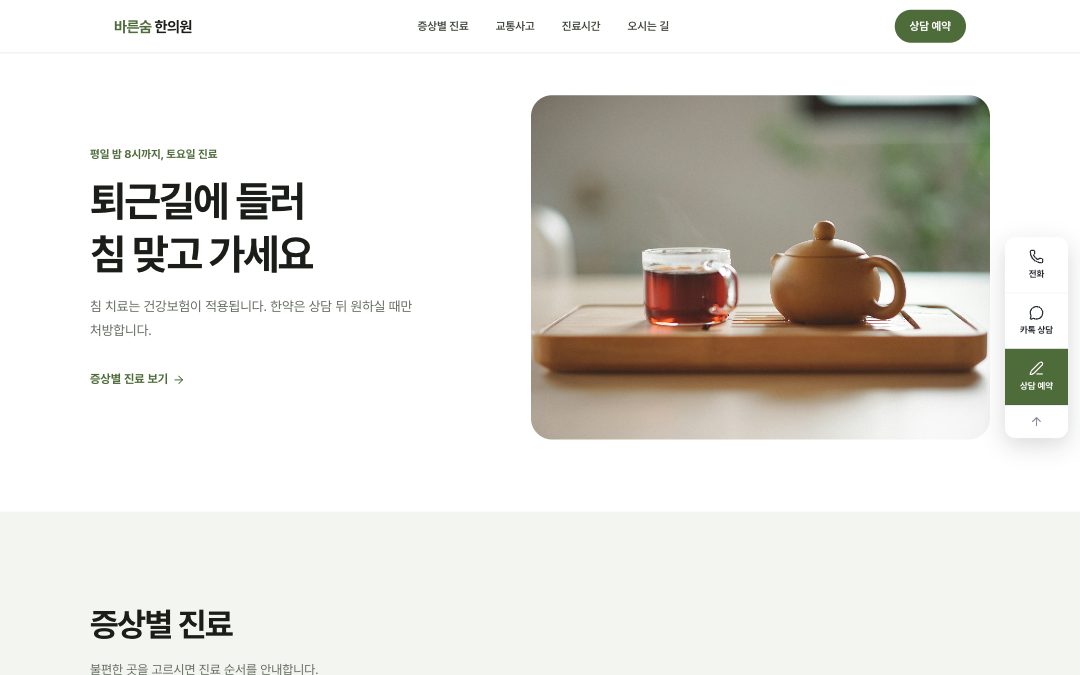 바른숨 한의원
증상별 진료
교통사고
진료시간
오시는 길
상담 예약
평일 밤 8시까지, 토요일 진료
퇴근길에 들러
침 맞고 가세요
침 치료는 건강보험이 적용됩니다. 한약은 상담 뒤 원하실 때만
처방합니다.
증상별 진료 보기 →
전화
카톡 상담
상담 예약
증상별 진료
불편한 곳을 고르시면 진료 순서를 안내합니다.